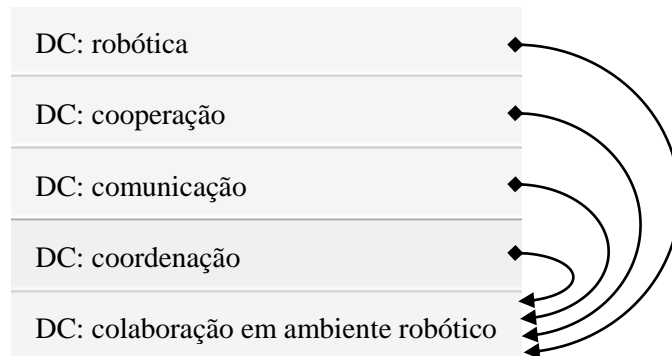 DC: robótica
DC: cooperação
DC: comunicação
DC: coordenação
DC: colaboração em ambiente robótico